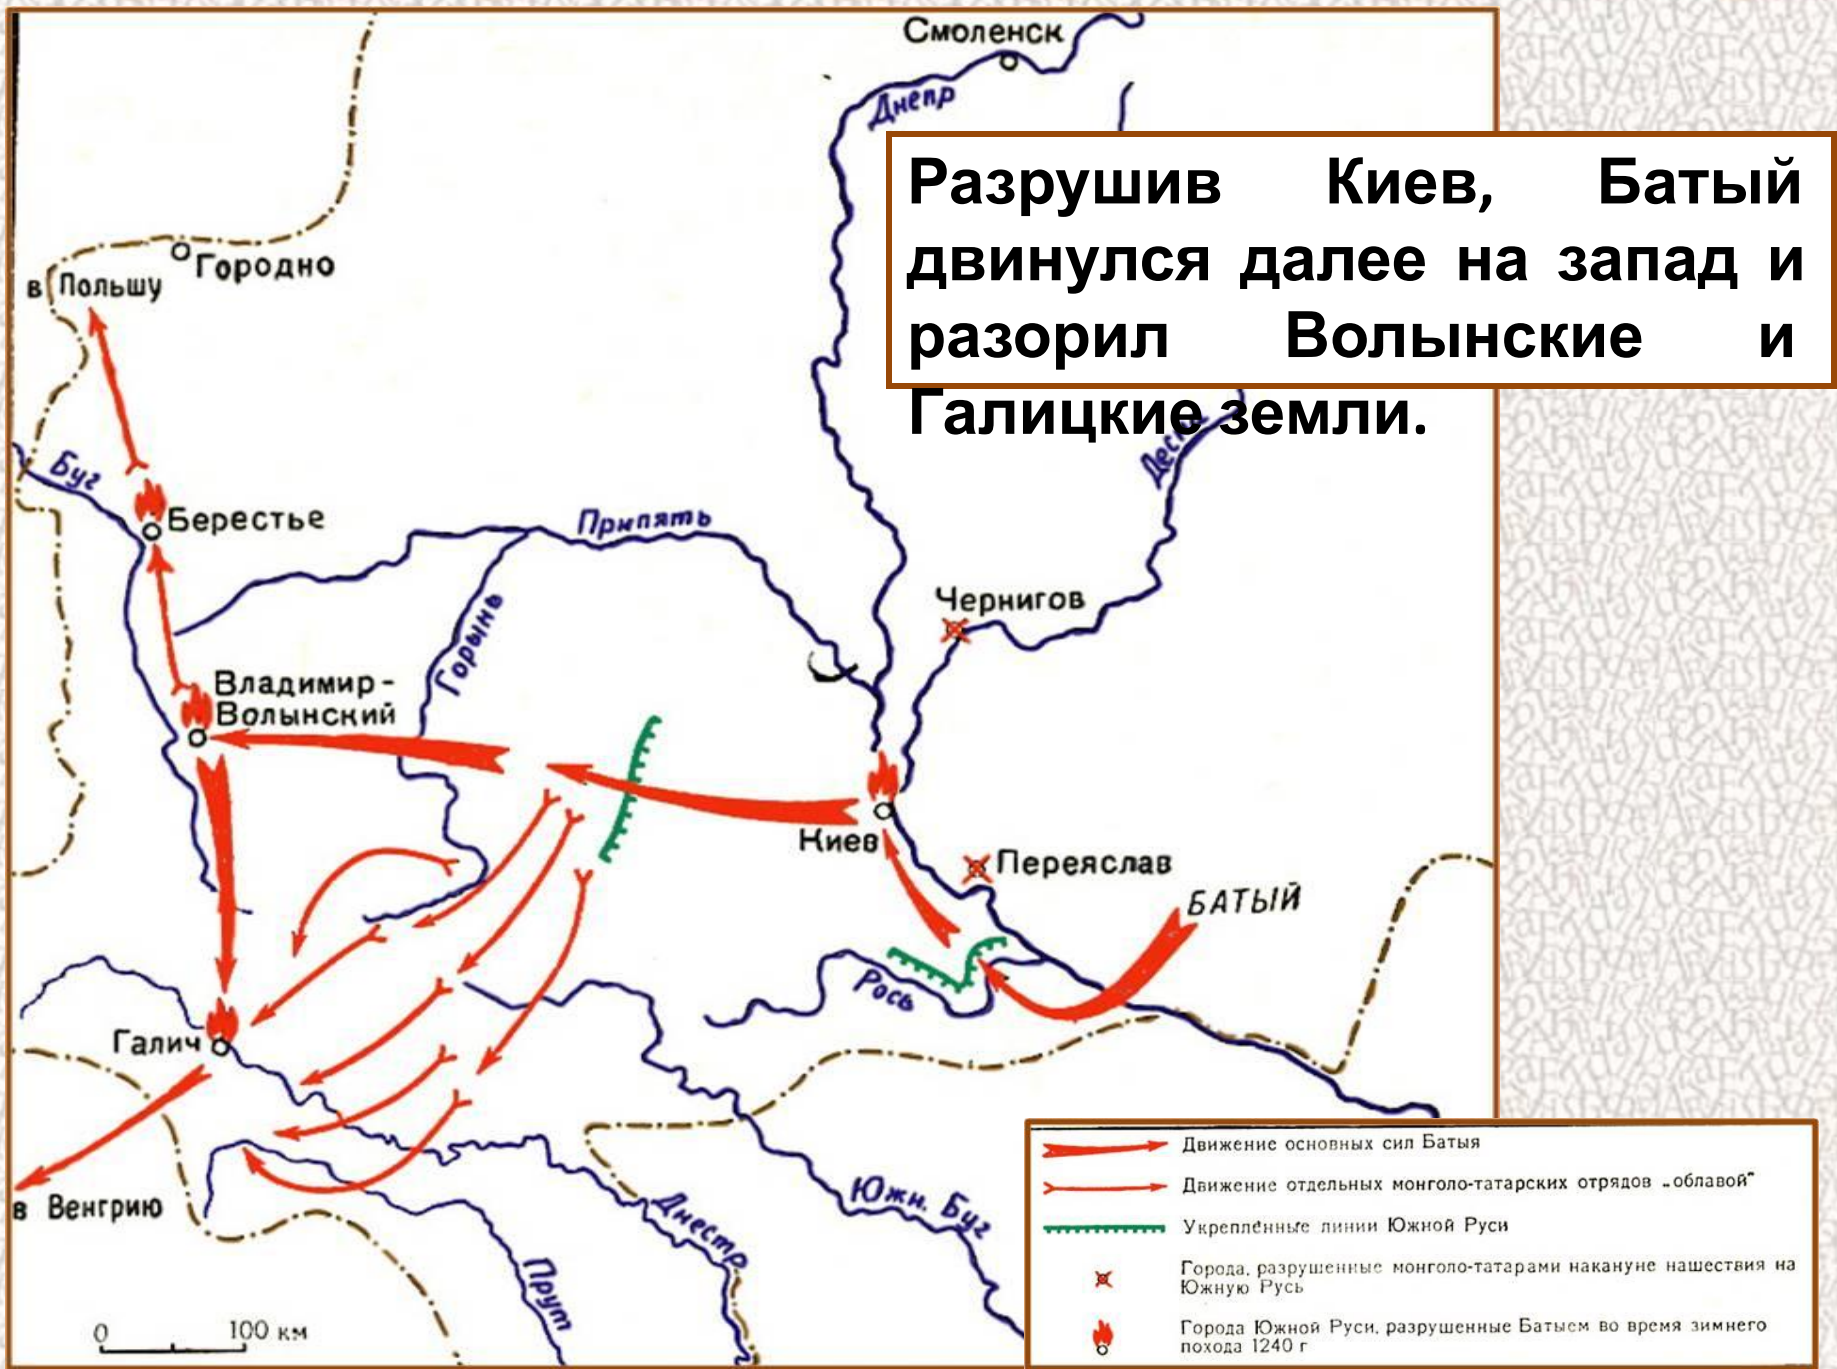 Смоленск
Днепр
Разрушив Киев, Батый
двинулся далее на запад и
разорил Волынские и
Галицкие земли.
Городно
в Польшу
Десна
Буг
Берестье
Припять
Чернигов
Горынь
Владимир-
Волынский
Киев
Переяслав
БАТЫЙ
Рось
Галич
в Венгрию
Южн. Буг
Днестр
Прут
0 100 км
Движение основных сил Батыя
Движение отдельных монголо-татарских отрядов „облавой"
Укреплённые линии Южной Руси
Города, разрушенные монголо-татарами накануне нашествия на
Южную Русь
Города Южной Руси, разрушенные Батыем во время зимнего
похода 1240 г